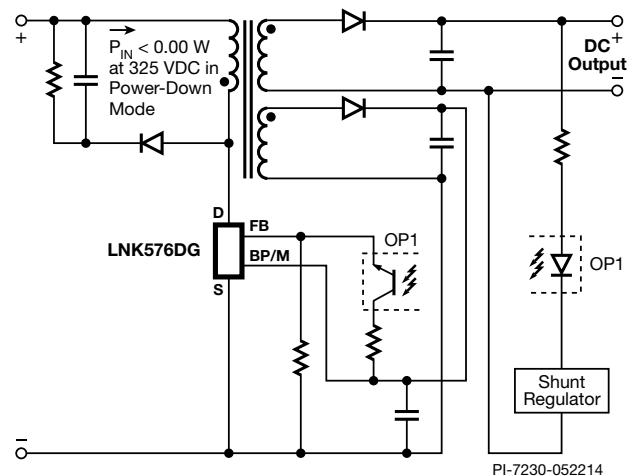 +
P_IN < 0.00 W
at 325 VDC in
Power-Down
Mode
+
DC
Output
–
D
FB
LNK576DG
BP/M
S
OP1
OP1
Shunt
Regulator
–
PI-7230-052214